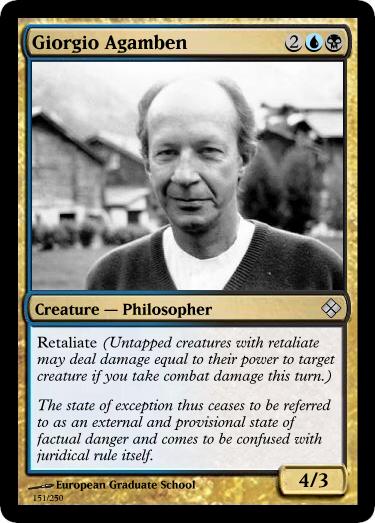 Giorgio Agamben 2
Creature — Philosopher
Retaliate (Untapped creatures with retaliate
may deal damage equal to their power to target
creature if you take combat damage this turn.)
The state of exception thus ceases to be referred
to as an external and provisional state of
factual danger and comes to be confused with
juridical rule itself.
European Graduate School
4/3
151/250